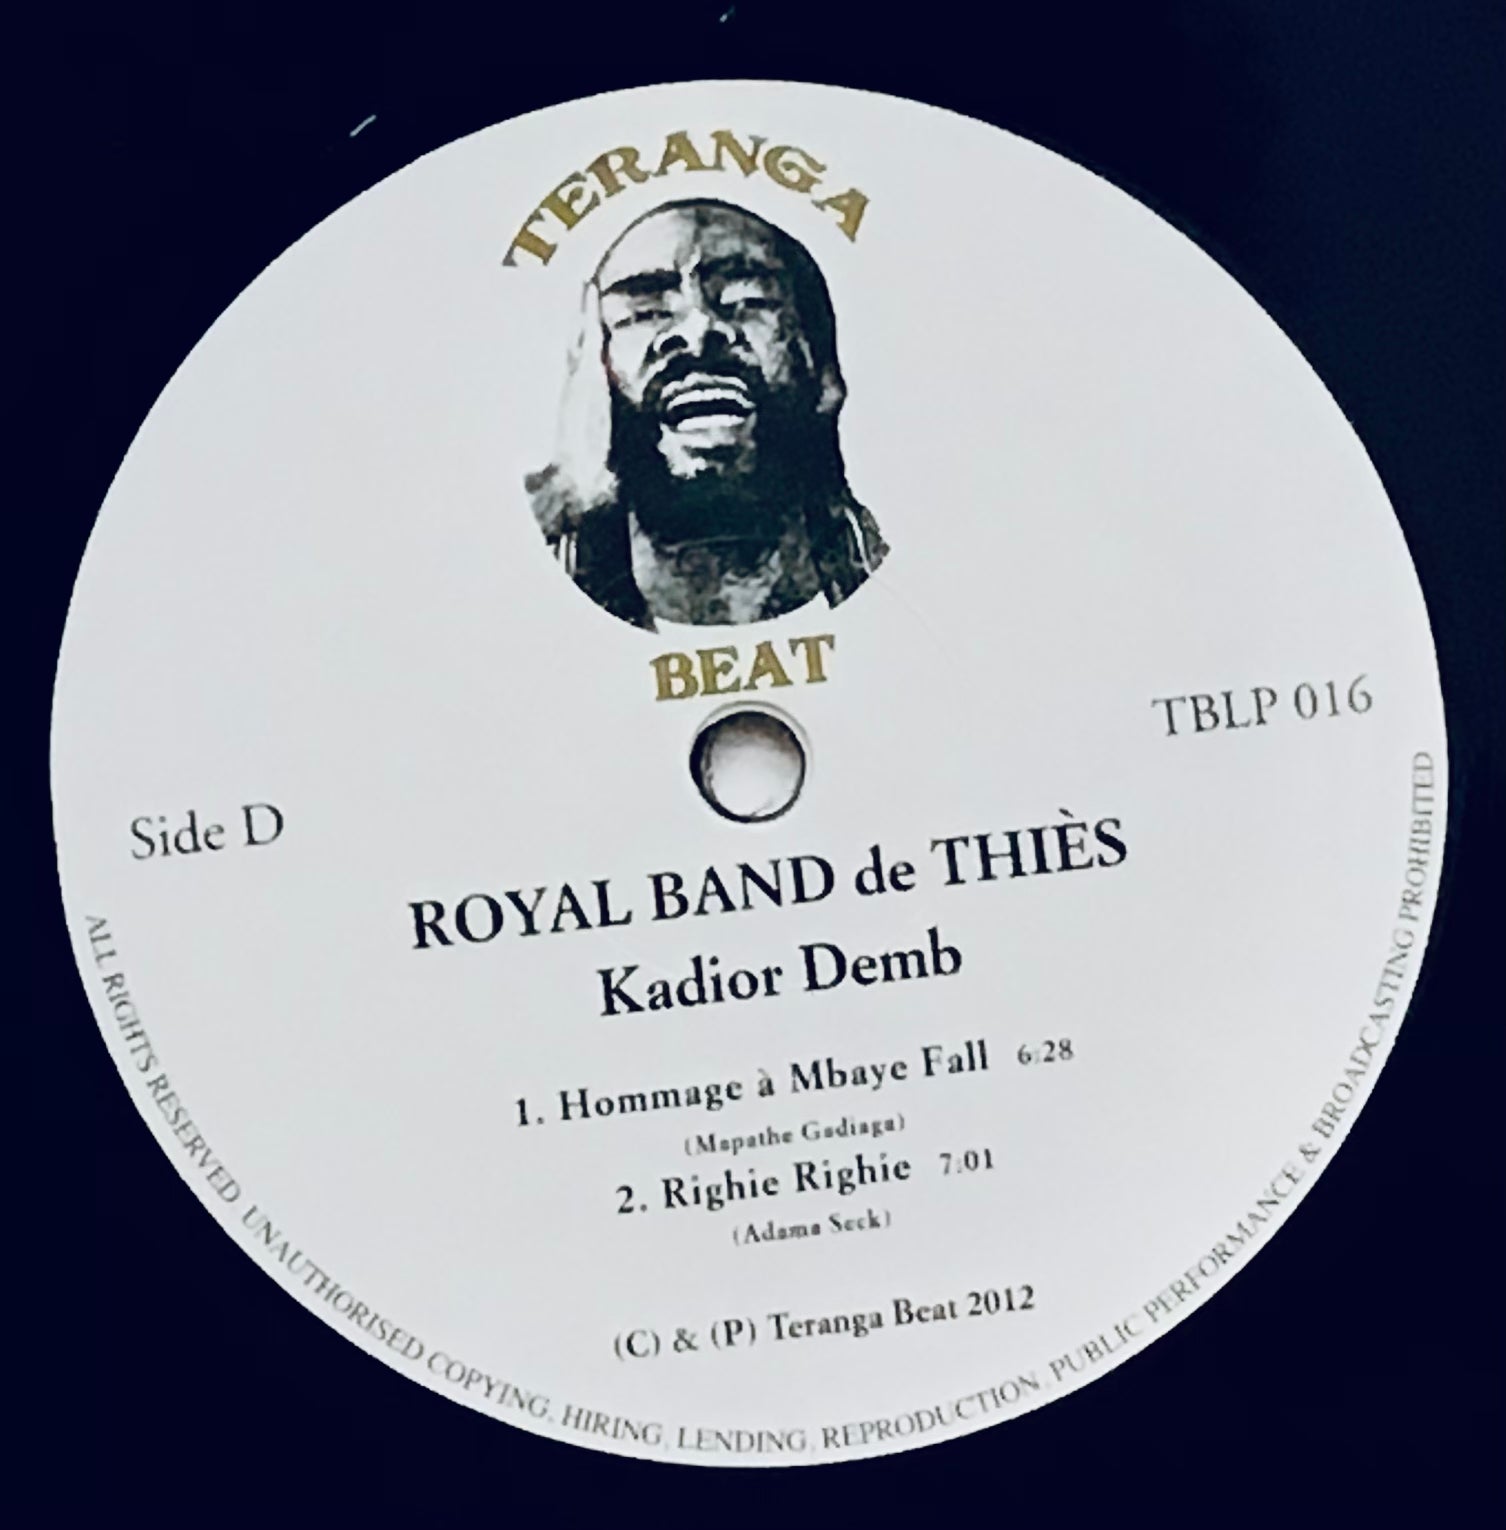 TERANGA
BEAT
TBLP 016
Side D
ROYAL BAND de THIÈS
Kadior Demb
1. Hommage à Mbaye Fall 6:28
(Mapathe Gadiaga)
2. Righie Righie 7:01
(Adama Seck)
(C) & (P) Teranga Beat 2012
ALL RIGHTS RESERVED. UNAUTHORISED COPYING, HIRING, LENDING, REPRODUCTION, PUBLIC PERFORMANCE & BROADCASTING PROHIBITED